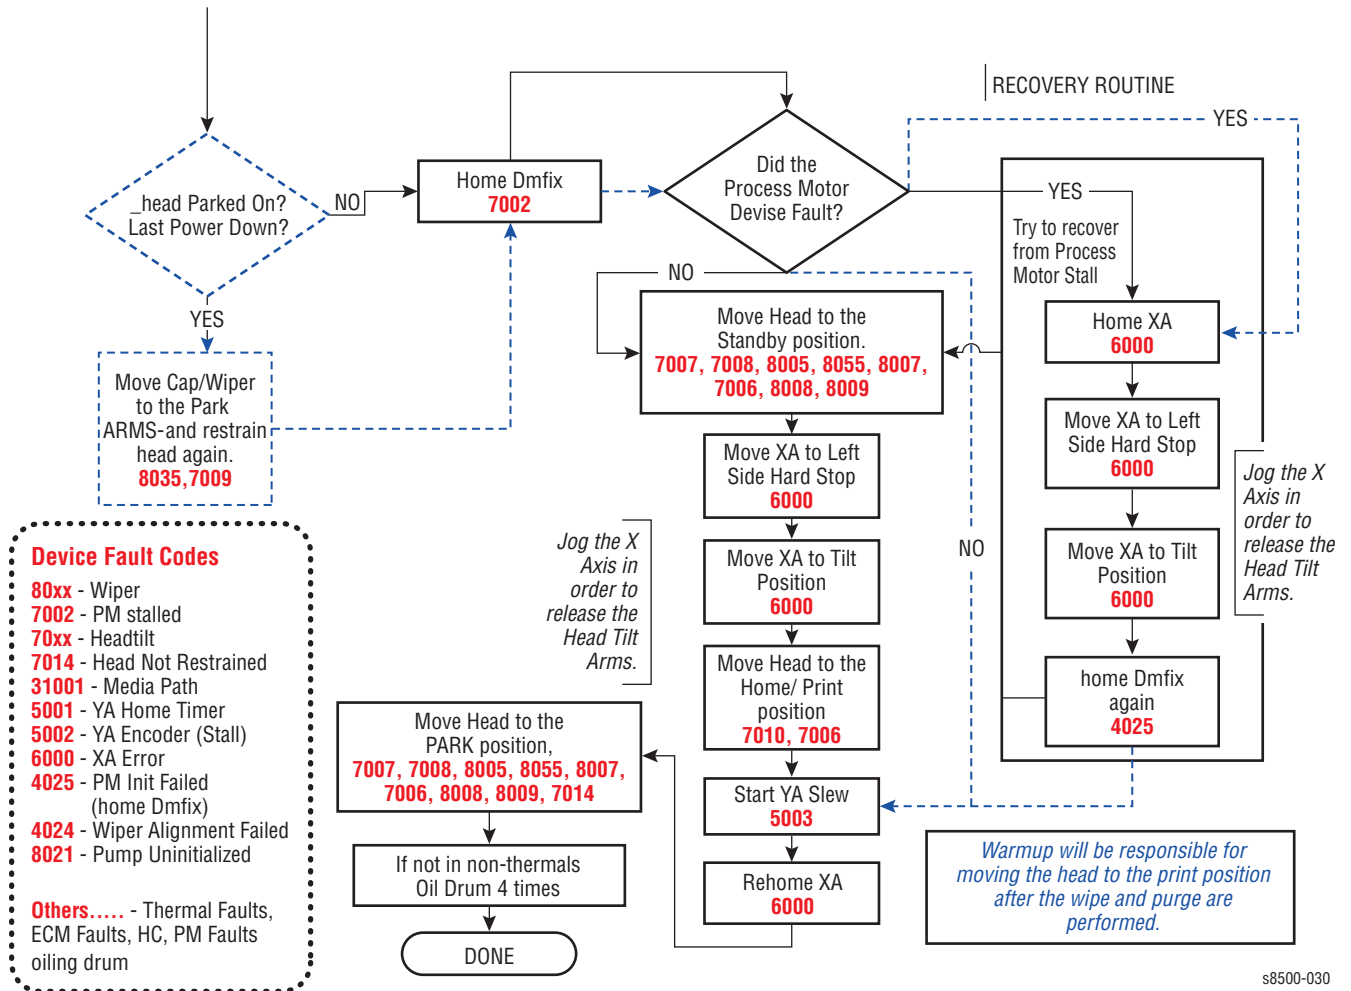 RECOVERY ROUTINE
YES
_head Parked On?
Last Power Down?
NO
Home Dmfix
7002
Did the
Process Motor
Devise Fault?
YES
Try to recover
from Process
Motor Stall
YES
Move Cap/Wiper
to the Park
ARMS-and restrain
head again.
8035,7009
NO
Move Head to the
Standby position.
7007, 7008, 8005, 8055, 8007,
7006, 8008, 8009
Home XA
6000
Move XA to Left
Side Hard Stop
6000
Move XA to Left
Side Hard Stop
6000
Jog the X
Axis in
order to
release the
Head Tilt
Arms.
NO
Jog the X
Axis in
order to
release the
Head Tilt
Arms.
Move XA to Tilt
Position
6000
Move XA to Tilt
Position
6000
Move Head to the
Home/ Print
position
7010, 7006
home Dmfix
again
4025
Device Fault Codes
80xx - Wiper
7002 - PM stalled
70xx - Headtilt
7014 - Head Not Restrained
31001 - Media Path
5001 - YA Home Timer
5002 - YA Encoder (Stall)
6000 - XA Error
4025 - PM Init Failed
(home Dmfix)
4024 - Wiper Alignment Failed
8021 - Pump Uninitialized
Others..... - Thermal Faults,
ECM Faults, HC, PM Faults
oiling drum
Move Head to the
PARK position,
7007, 7008, 8005, 8055, 8007,
7006, 8008, 8009, 7014
Start YA Slew
5003
If not in non-thermals
Oil Drum 4 times
Rehome XA
6000
DONE
Warmup will be responsible for
moving the head to the print position
after the wipe and purge are
performed.
s8500-030